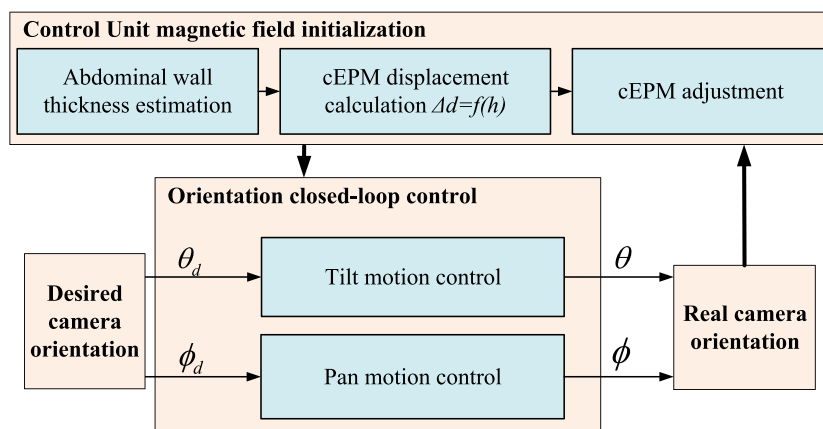 Control Unit magnetic field initialization
Abdominal wall
thickness estimation
cEPM displacement
calculation Δd=f(h)
cEPM adjustment
Orientation closed-loop control
Desired
camera
orientation
θd
Tilt motion control
θ
ϕd
Pan motion control
ϕ
Real camera
orientation